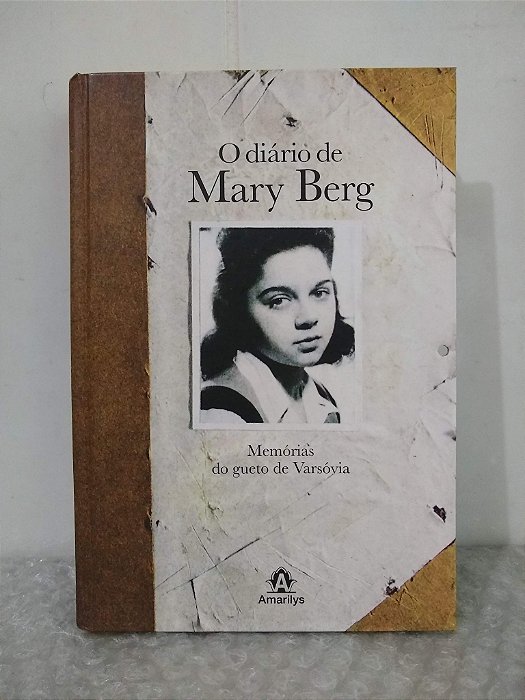 O diário de
Mary Berg
Memórias
do gueto de Varsóvia
A
Amarilys